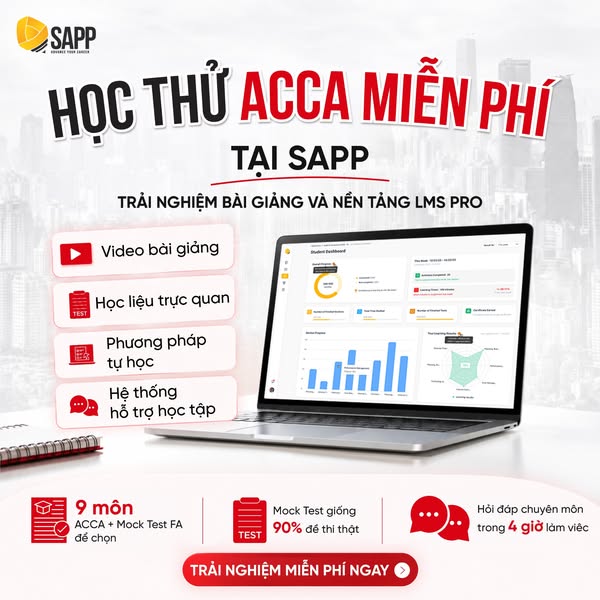 SAPP
ADVANCE YOUR CAREER
HỌC THỬ ACCA MIỄN PHÍ
TẠI SAPP
TRẢI NGHIỆM BÀI GIẢNG VÀ NỀN TẢNG LMS PRO
Video bài giảng
TEST
Học liệu trực quan
Phương pháp
tự học
Hệ thống
hỗ trợ học tập
Student Dashboard
9 môn
ACCA + Mock Test FA
để chọn
TEST
Mock Test giống
90% đề thi thật
Hỏi đáp chuyên môn
trong 4 giờ làm việc
TRẢI NGHIỆM MIỄN PHÍ NGAY